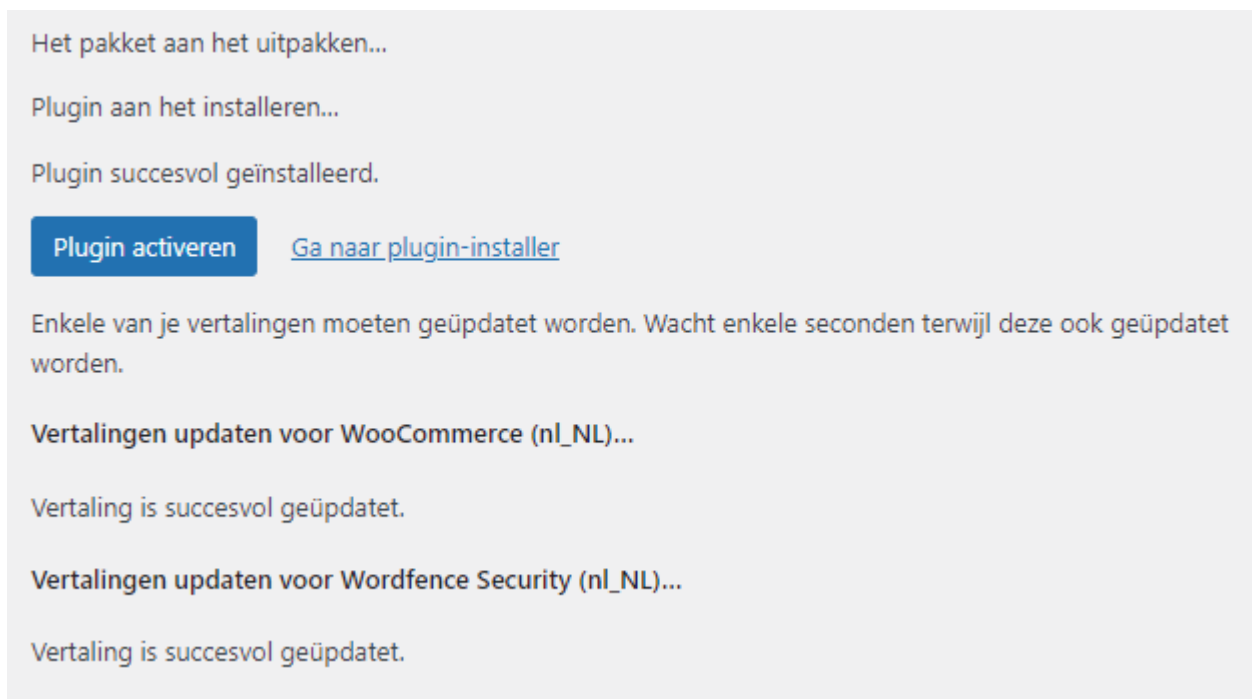 Het pakket aan het uitpakken...
Plugin aan het installeren...
Plugin succesvol geïnstalleerd.
Plugin activeren Ga naar plugin-installer
Enkele van je vertalingen moeten geüpdatet worden. Wacht enkele seconden terwijl deze ook geüpdatet
worden.
Vertalingen updaten voor WooCommerce (nl_NL)...
Vertaling is succesvol geüpdatet.
Vertalingen updaten voor Wordfence Security (nl_NL)...
Vertaling is succesvol geüpdatet.